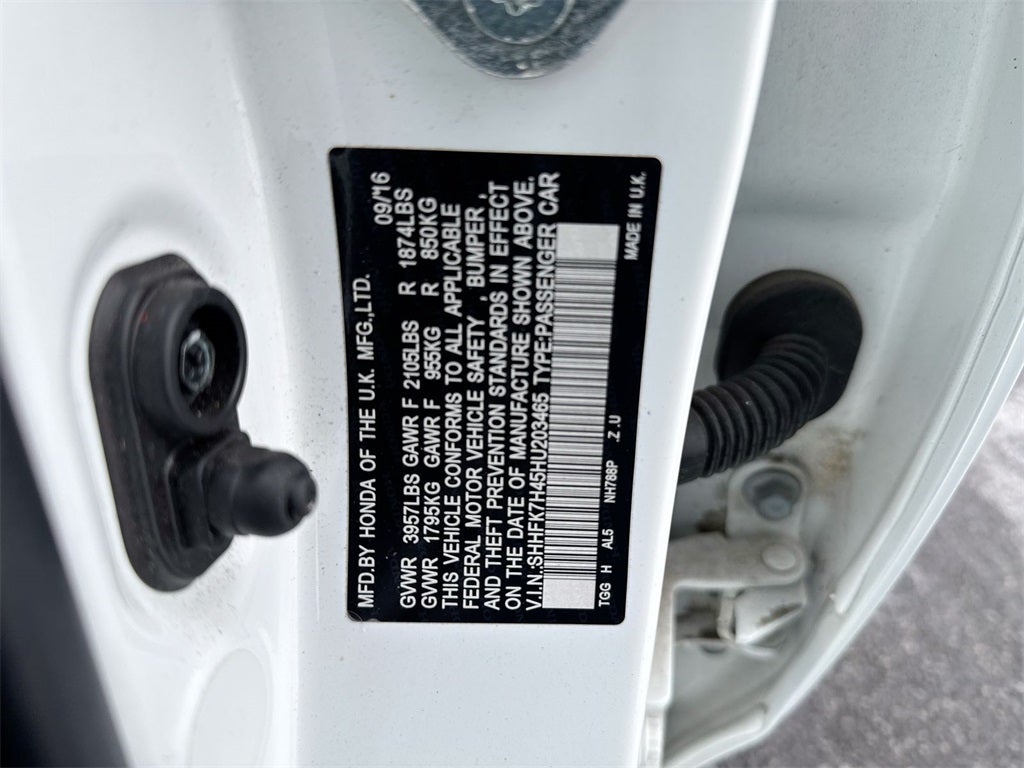 MFD.BY HONDA OF THE U.K. MFG.,LTD. 09/'16
GVWR 3957LBS GAWR F 2105LBS R 1874LBS
GVWR 1795KG GAWR F 955KG R 850KG
THIS VEHICLE CONFORMS TO ALL APPLICABLE
FEDERAL MOTOR VEHICLE SAFETY , BUMPER ,
AND THEFT PREVENTION STANDARDS IN EFFECT
ON THE DATE OF MANUFACTURE SHOWN ABOVE.
V.I.N.:SHHFK7H45HU203465 TYPE:PASSENGER CAR
TGG H AL5 NH788P .Z .U
MADE IN U.K.